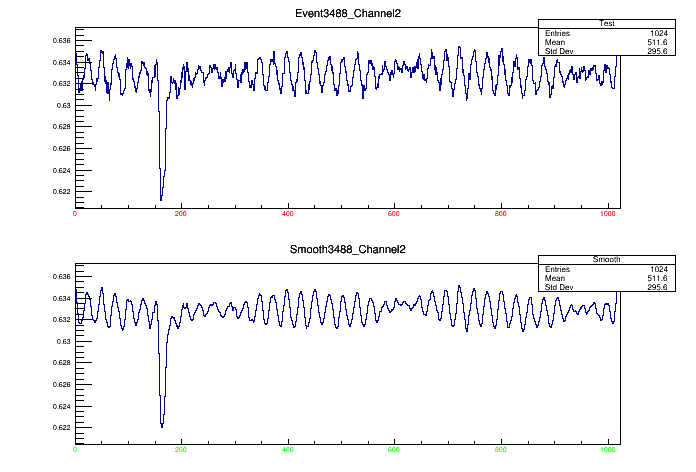 Event3488_Channel2
Test
Entries 1024
Mean 511.6
Std Dev 295.6
0.636
0.634
0.632
0.63
0.628
0.626
0.624
0.622
0 200 400 600 800 1000
Smooth3488_Channel2
Smooth
Entries 1024
Mean 511.6
Std Dev 295.6
0.636
0.634
0.632
0.63
0.628
0.626
0.624
0.622
0 200 400 600 800 1000